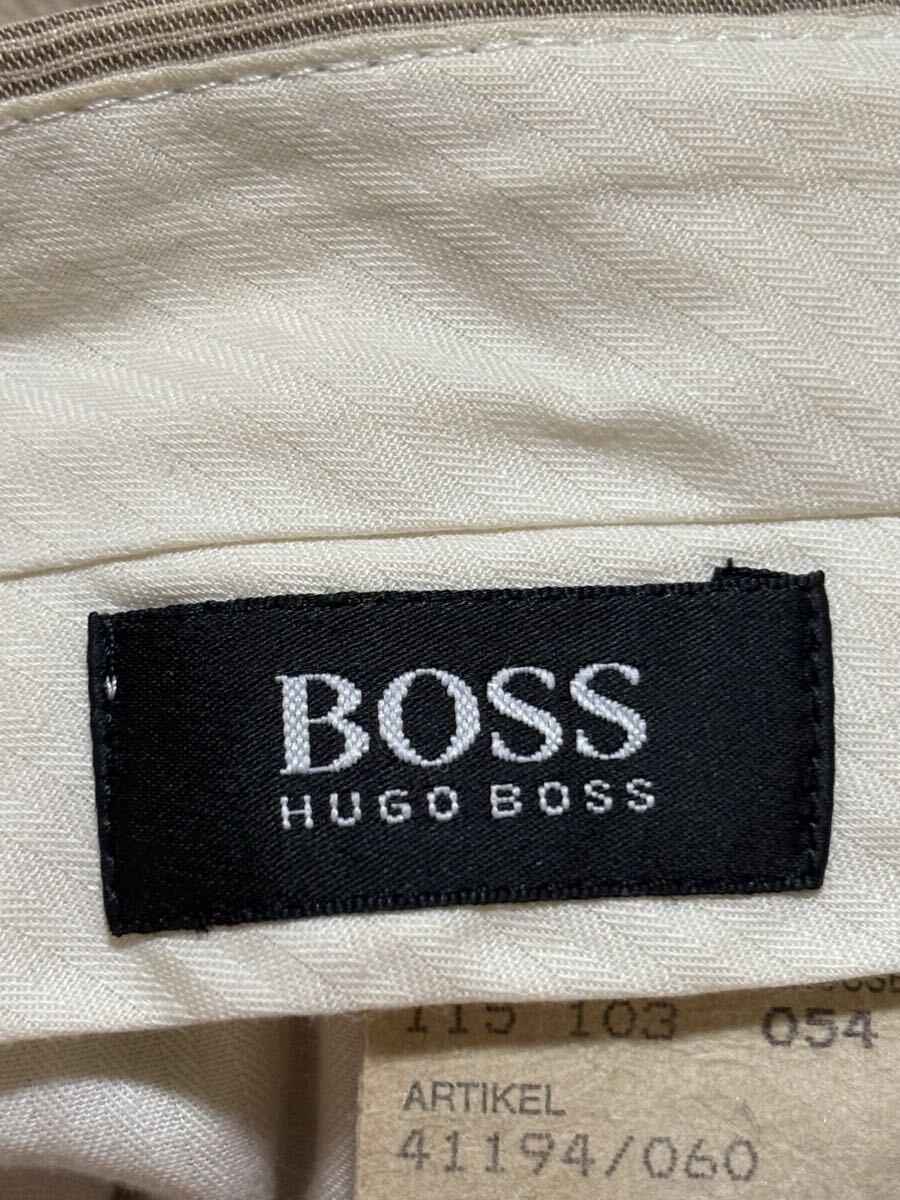 BOSS
HUGO BOSS
115 103 054
ARTIKEL
41194/060